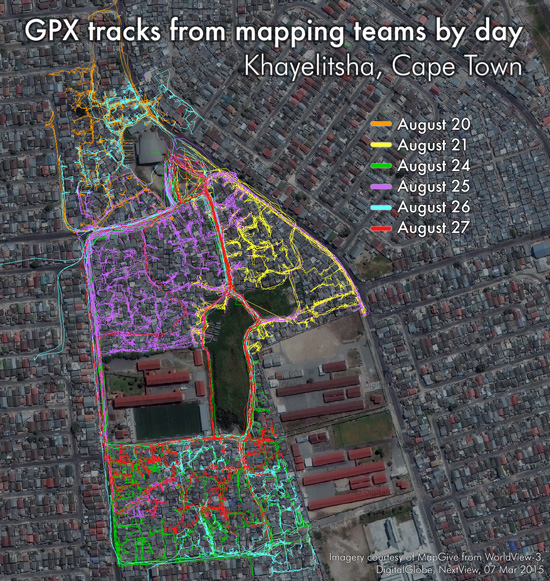 GPX tracks from mapping teams by day
Khayelitsha, Cape Town
August 20
August 21
August 24
August 25
August 26
August 27
Imagery courtesy of MapGive from WorldView-3,
DigitalGlobe, NextView, 07 Mar 2015